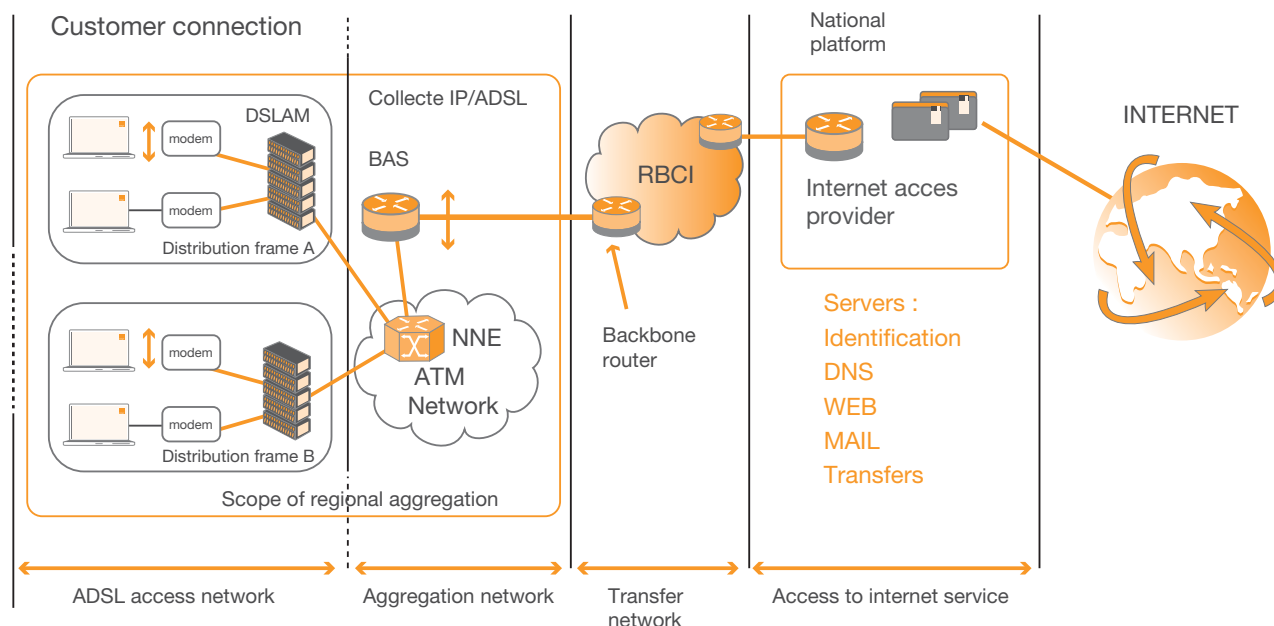 Customer connection
National
platform
Collecte IP/ADSL
DSLAM
modem
BAS
modem
Distribution frame A
RBCI
Internet acces
provider
INTERNET
modem
modem
Distribution frame B
NNE
ATM
Network
Backbone
router
Servers :
Identification
DNS
WEB
MAIL
Transfers
Scope of regional aggregation
ADSL access network
Aggregation network
Transfer
network
Access to internet service